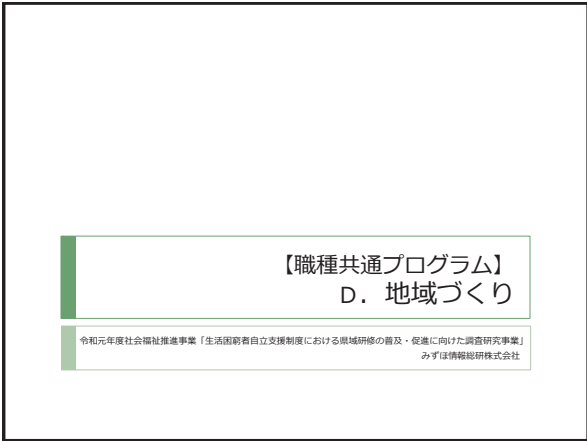 【職種共通プログラム】
D．地域づくり
令和元年度社会福祉推進事業「生活困窮者自立支援制度における県域研修の普及・促進に向けた調査研究事業」
みずほ情報総研株式会社